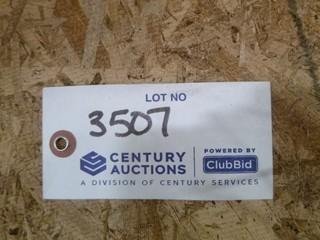 LOT NO
3507
CENTURY AUCTIONS
POWERED BY
ClubBid
A DIVISION OF CENTURY SERVICES